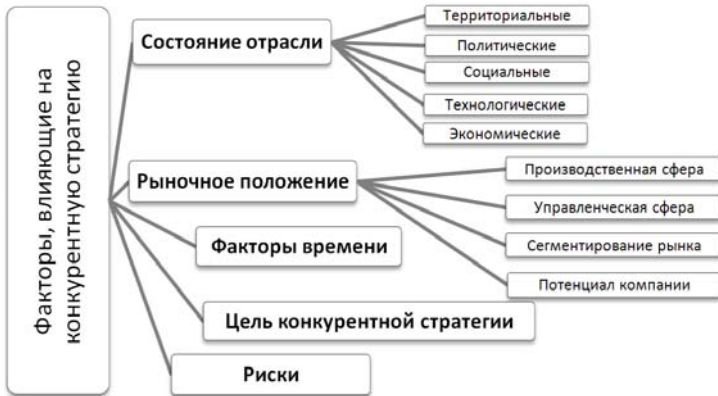 Факторы, влияющие на
конкурентную стратегию
Состояние отрасли
Территориальные
Политические
Социальные
Технологические
Экономические
Рыночное положение
Производственная сфера
Управленческая сфера
Сегментирование рынка
Потенциал компании
Факторы времени
Цель конкурентной стратегии
Риски